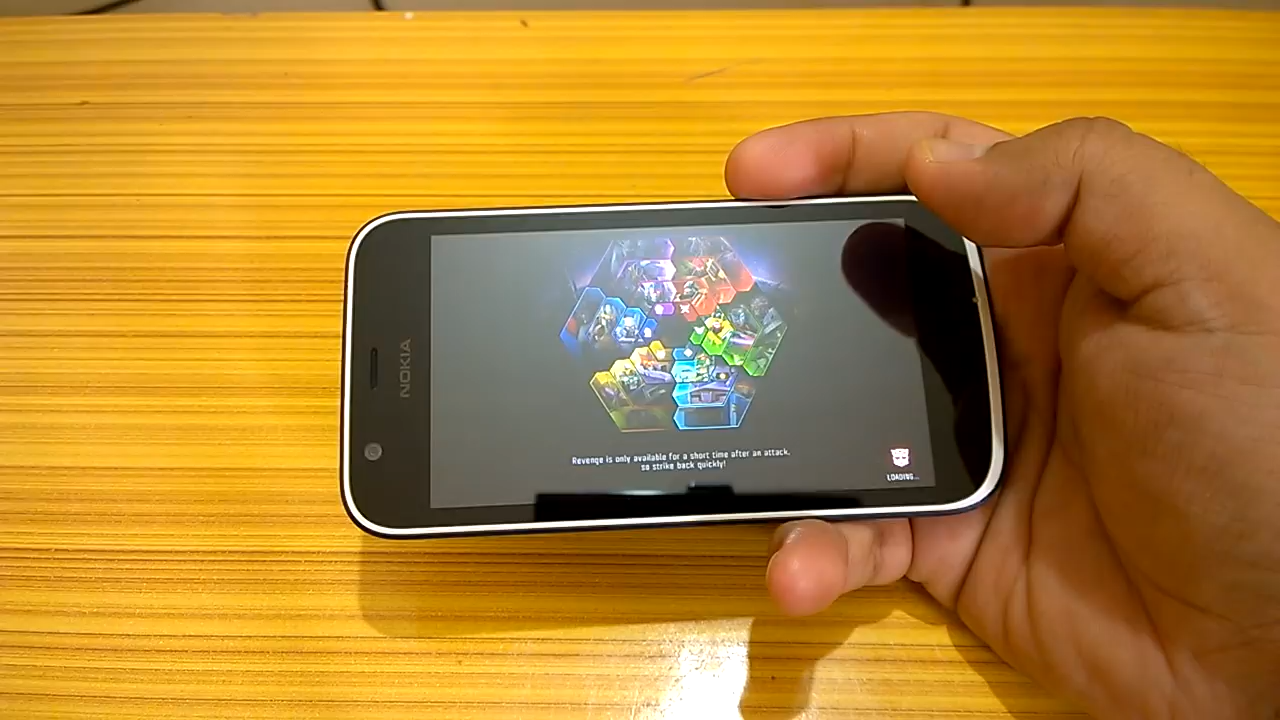 NOKIA
Revenge is only available for a short time after an attack,
so strike back quickly!
LOADING...